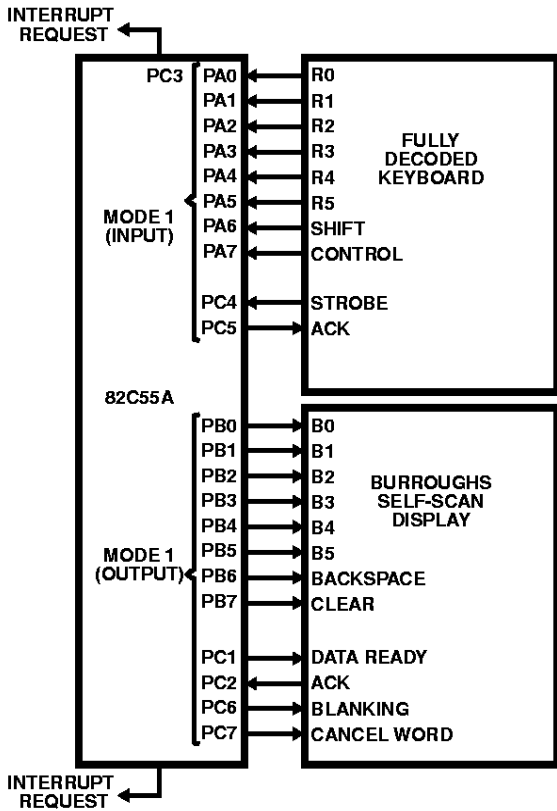 INTERRUPT
REQUEST
PC3 PA0 R0
PA1 R1
PA2 R2
PA3 R3
PA4 R4
PA5 R5
PA6 SHIFT
PA7 CONTROL
MODE 1
(INPUT)
FULLY
DECODED
KEYBOARD
PC4 STROBE
PC5 ACK
82C55A
PB0 B0
PB1 B1
PB2 B2
PB3 B3
PB4 B4
PB5 B5
PB6 BACKSPACE
PB7 CLEAR
MODE 1
(OUTPUT)
BURROUGHS
SELF-SCAN
DISPLAY
PC1 DATA READY
PC2 ACK
PC6 BLANKING
PC7 CANCEL WORD
INTERRUPT
REQUEST